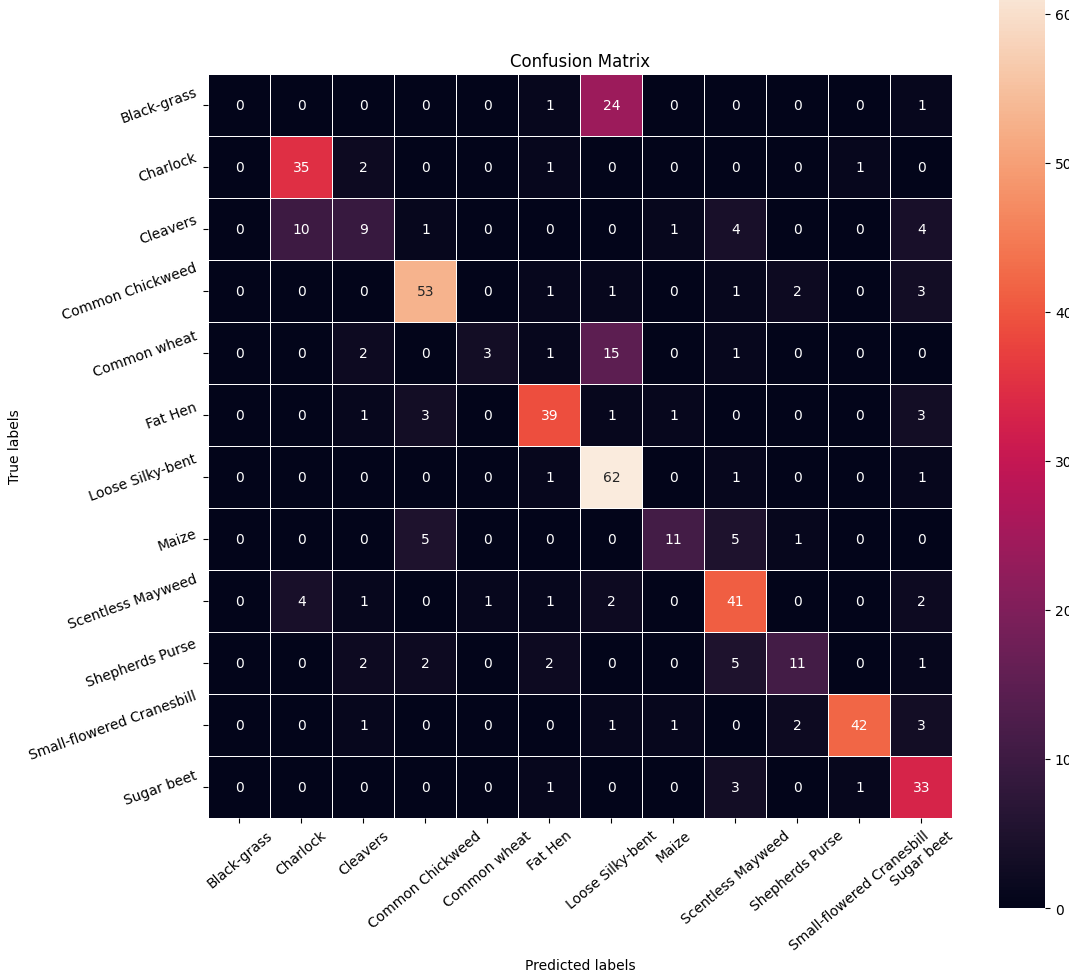 Confusion Matrix
Black-grass 0 0 0 0 0 1 24 0 0 0 0 1
Charlock 0 35 2 0 0 1 0 0 0 0 1 0
Cleavers 0 10 9 1 0 0 0 1 4 0 0 4
Common Chickweed 0 0 0 53 0 1 1 0 1 2 0 3
Common wheat 0 0 2 0 3 1 15 0 1 0 0 0
Fat Hen 0 0 1 3 0 39 1 1 0 0 0 3
Loose Silky-bent 0 0 0 0 0 1 62 0 1 0 0 1
Maize 0 0 0 5 0 0 0 11 5 1 0 0
Scentless Mayweed 0 4 1 0 1 1 2 0 41 0 0 2
Shepherds Purse 0 0 2 2 0 2 0 0 5 11 0 1
Small-flowered Cranesbill 0 0 1 0 0 0 1 1 0 2 42 3
Sugar beet 0 0 0 0 0 1 0 0 3 0 1 33
True labels
Black-grass Charlock Cleavers Common Chickweed Common wheat Fat Hen Loose Silky-bent Maize Scentless Mayweed Shepherds Purse Small-flowered Cranesbill Sugar beet
Predicted labels
60
50
40
30
20
10
0